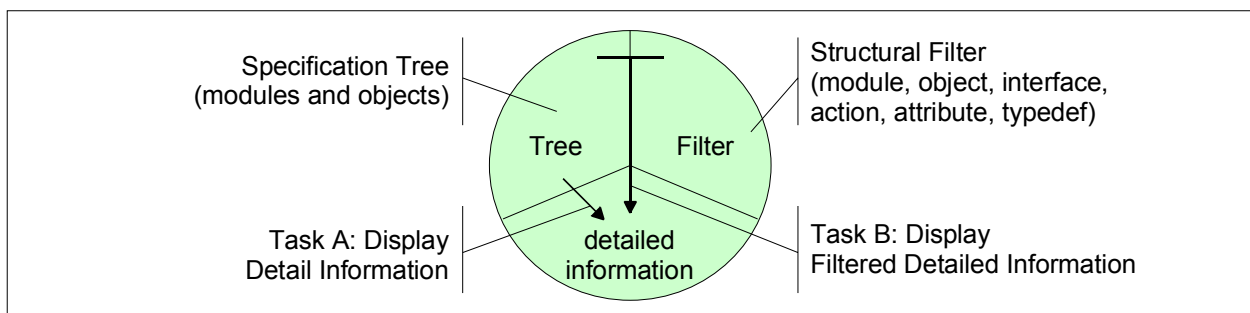 Specification Tree
(modules and objects)
Structural Filter
(module, object, interface,
action, attribute, typedef)
Tree
Filter
Task A: Display
Detail Information
detailed
information
Task B: Display
Filtered Detailed Information